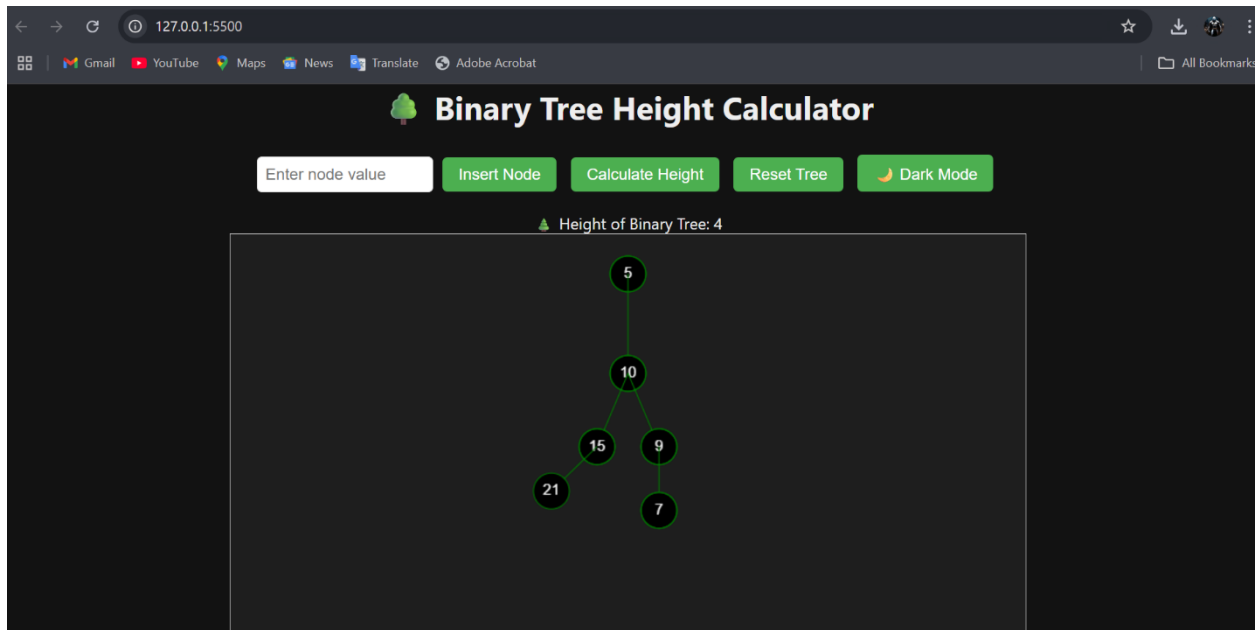 127.0.0.1:5500
Gmail YouTube Maps News Translate Adobe Acrobat All Bookmarks
Binary Tree Height Calculator
Enter node value Insert Node Calculate Height Reset Tree Dark Mode
Height of Binary Tree: 4
5
10
15 9
21
7